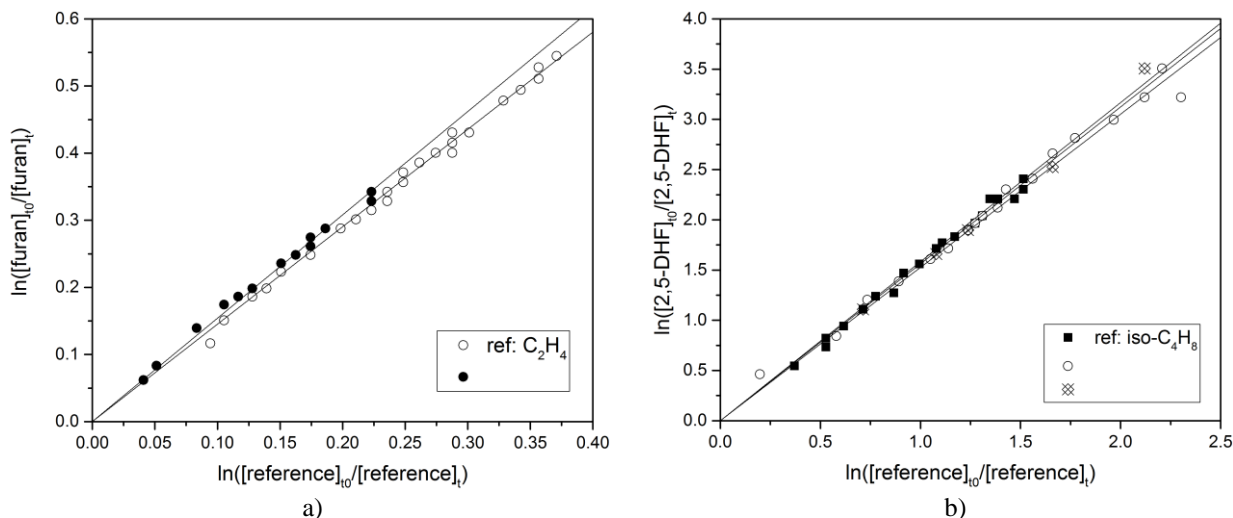 0.6
0.5
0.4
0.3
0.2
0.1
0.0
ln([furan]t0/[furan]t)
ref: C2H4
0.00 0.05 0.10 0.15 0.20 0.25 0.30 0.35 0.40
ln([reference]t0/[reference]t)
a)
4.0
3.5
3.0
2.5
2.0
1.5
1.0
0.5
0.0
ln([2,5-DHF]t0/[2,5-DHF]t)
ref: iso-C4H8
0.0 0.5 1.0 1.5 2.0 2.5
ln([reference]t0/[reference]t)
b)